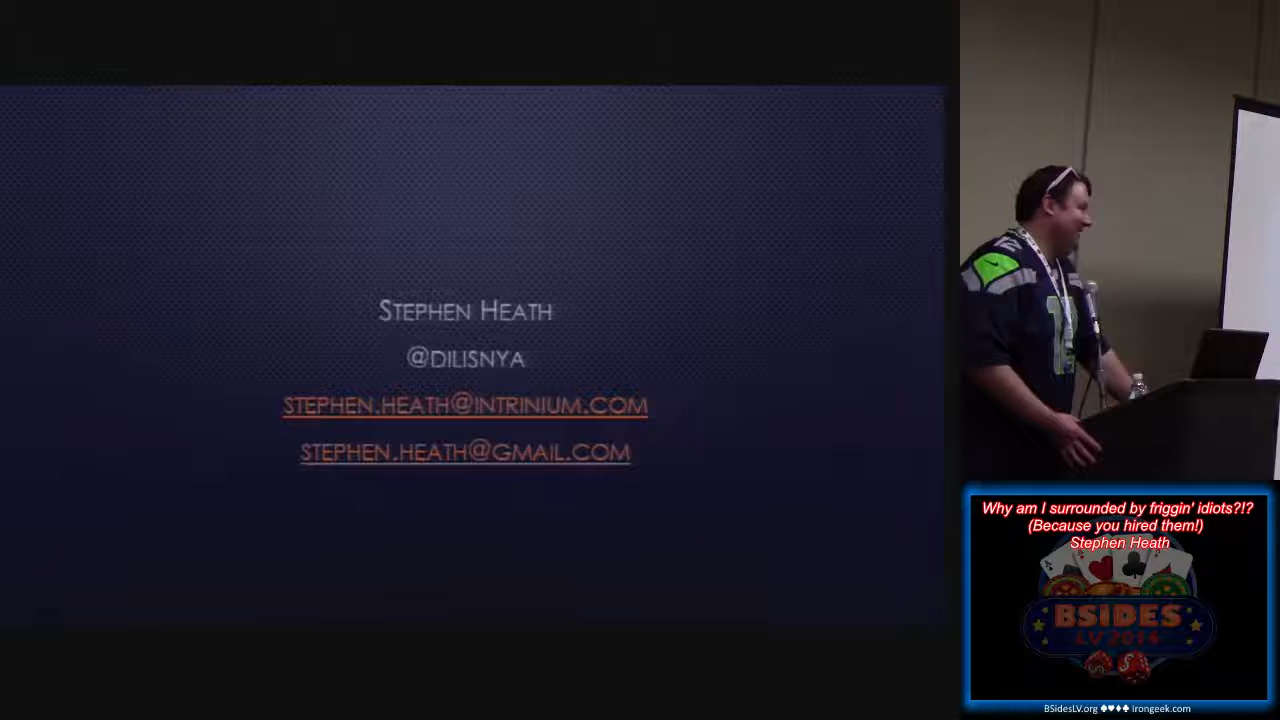 STEPHEN HEATH
@DILISNYA
STEPHEN.HEATH@INTRINIUM.COM
STEPHEN.HEATH@GMAIL.COM
12
Why am I surrounded by friggin' idiots?!?
(Because you hired them!)
Stephen Heath
BSIDES
LV 2014
BSidesLV.org ♠♥♦♣ Irongeek.com